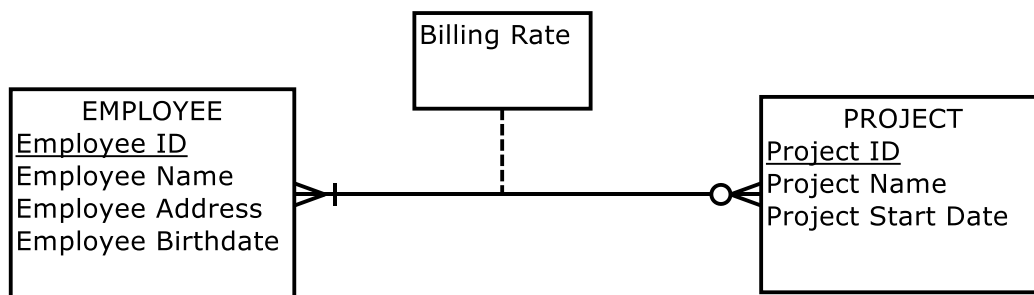 Billing Rate
EMPLOYEE
Employee ID
Employee Name
Employee Address
Employee Birthdate
PROJECT
Project ID
Project Name
Project Start Date